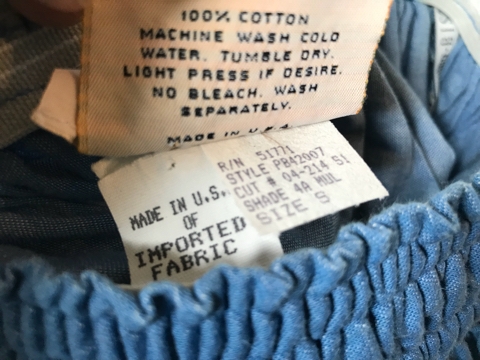 100% COTTON
MACHINE WASH COLD
WATER. TUMBLE DRY.
LIGHT PRESS IF DESIRE.
NO BLEACH. WASH
SEPARATELY.
MADE IN U.S.A
R/N 51771
STYLE PB42007
CUT # 04-214 S1
SHADE 4A MUL
SIZE S
MADE IN U.S.
OF
IMPORTED
FABRIC